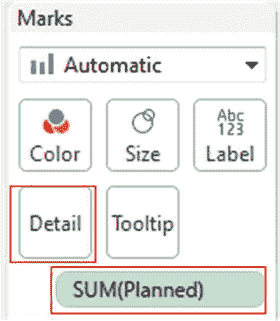 Marks
Automatic
Color
Size
Abc
123
Label
Detail
Tooltip
SUM(Planned)